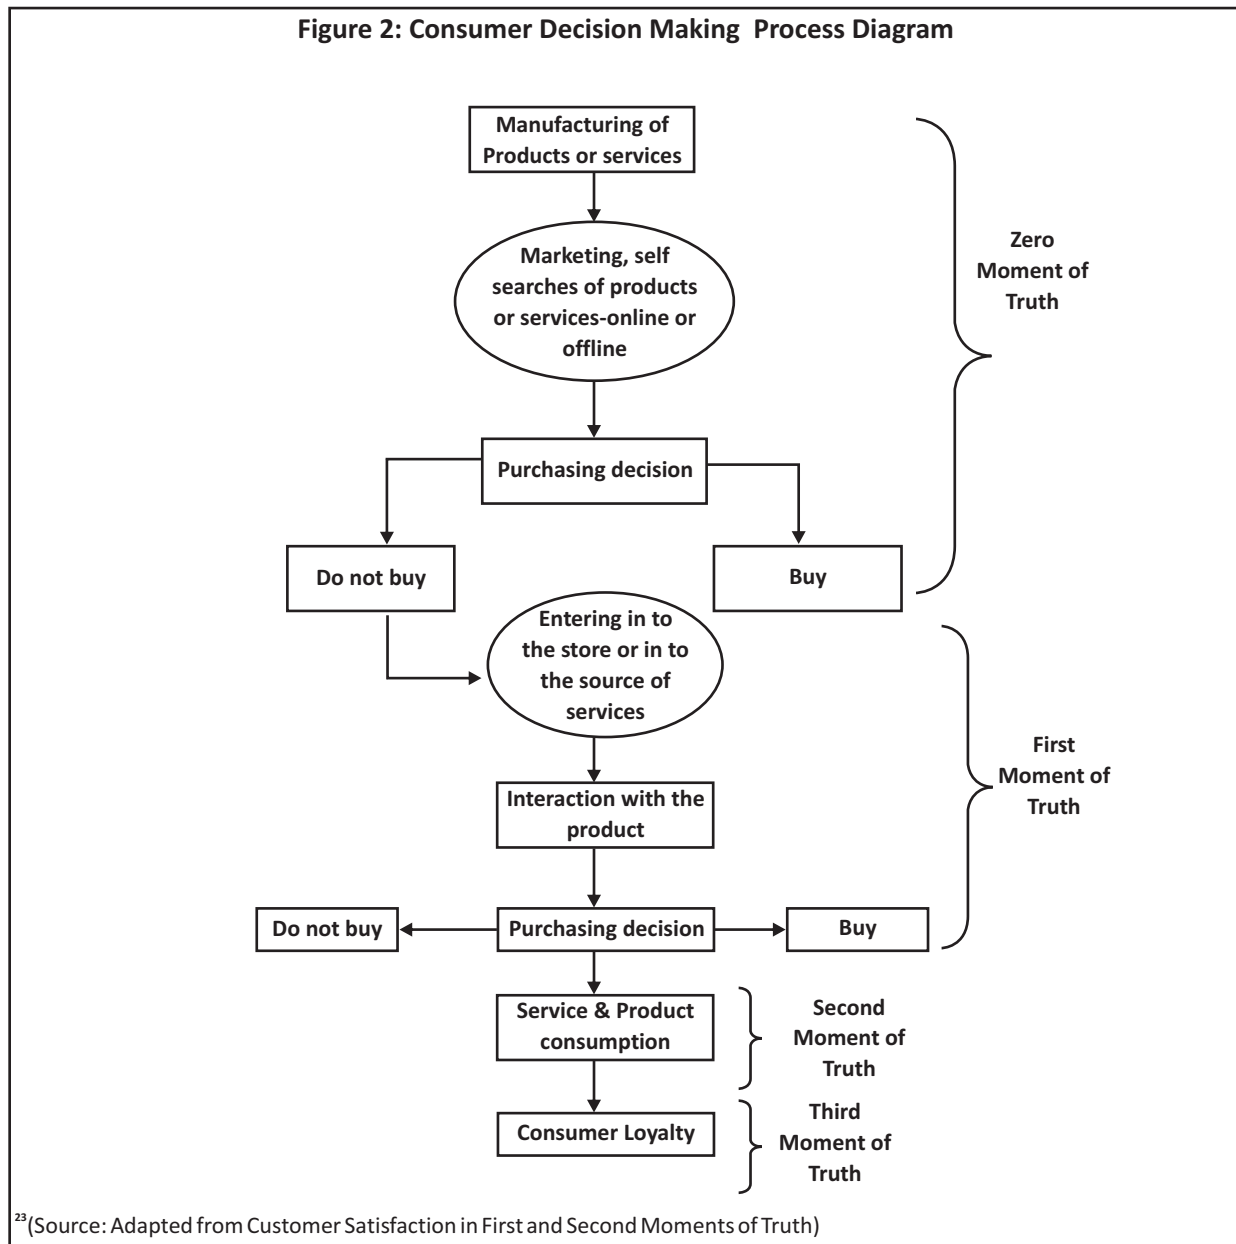 Figure 2: Consumer Decision Making Process Diagram
Manufacturing of
Products or services
Marketing, self
searches of products
or services-online or
offline
Zero
Moment of
Truth
Purchasing decision
Do not buy
Buy
Entering in to
the store or in to
the source of
services
First
Moment of
Truth
Interaction with the
product
Do not buy
Purchasing decision
Buy
Service & Product
consumption
Second
Moment of
Truth
Consumer Loyalty
Third
Moment of
Truth
23(Source: Adapted from Customer Satisfaction in First and Second Moments of Truth)